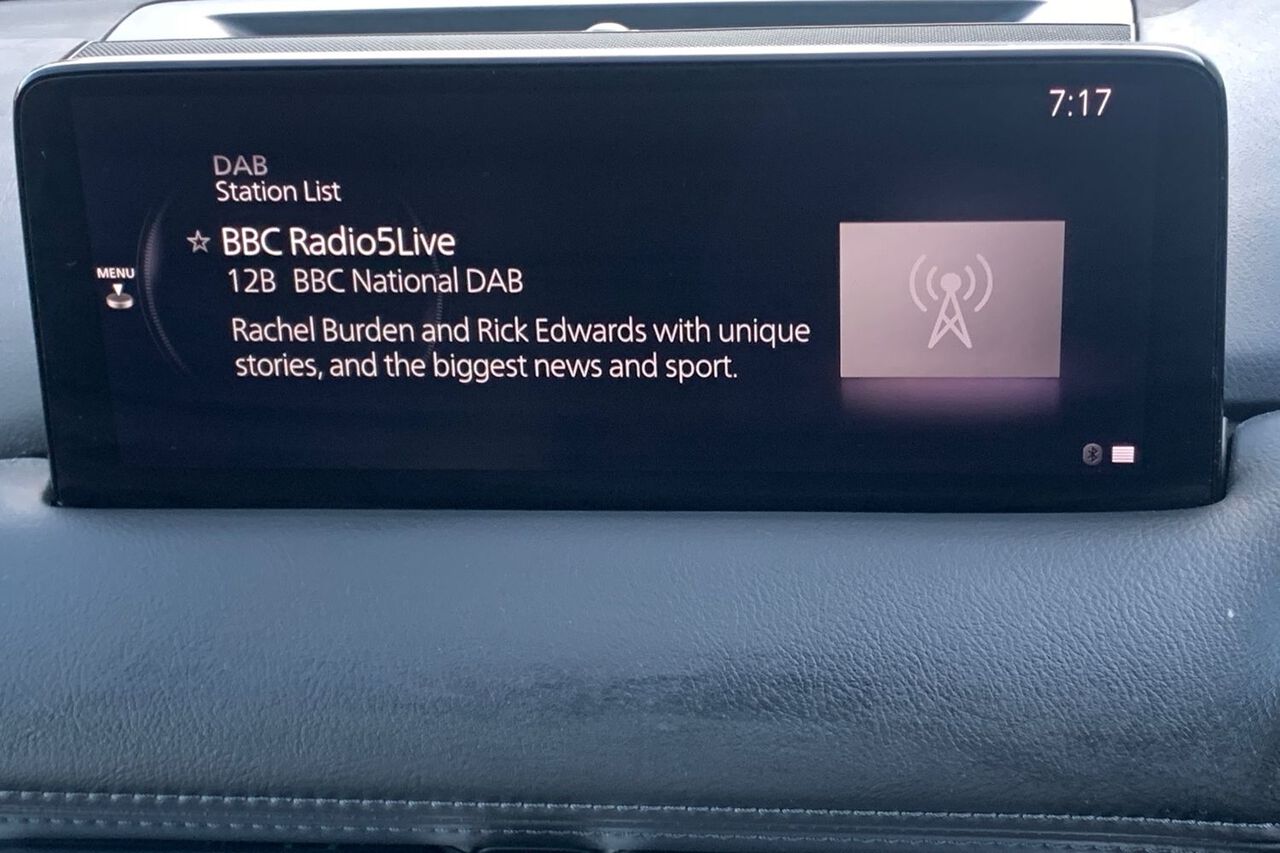 7:17
DAB
Station List
BBC Radio5Live
MENU
12B BBC National DAB
Rachel Burden and Rick Edwards with unique
stories, and the biggest news and sport.